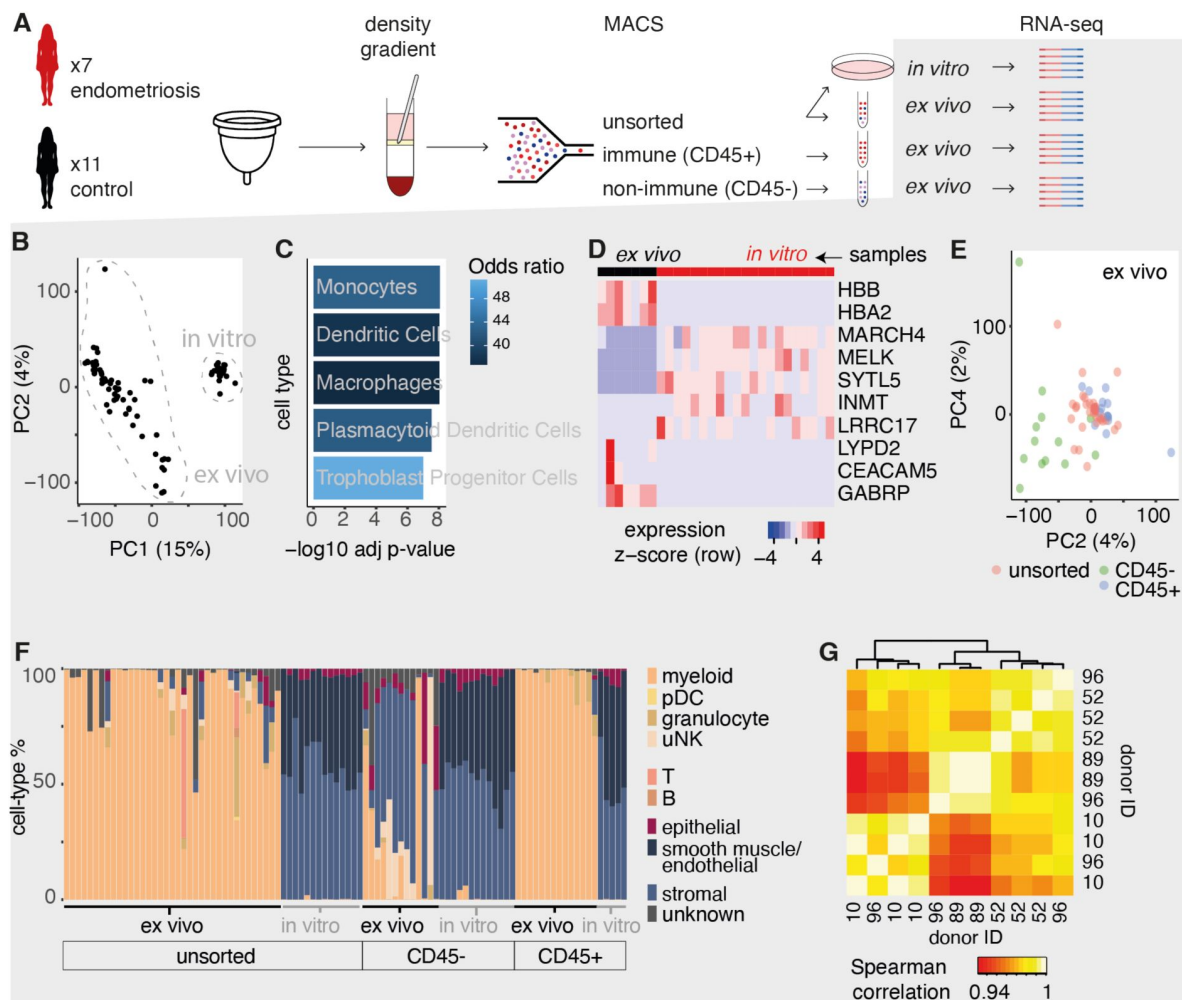 A
x7
endometriosis
x11
control
density
gradient
MACS
unsorted
immune (CD45+)
non-immune (CD45-)
RNA-seq
in vitro
ex vivo
ex vivo
ex vivo
B
PC2 (4%)
100
0
−100
in vitro
ex vivo
−100
0
100
PC1 (15%)
C
cell type
Monocytes
Dendritic Cells
Macrophages
Plasmacytoid Dendritic Cells
Trophoblast Progenitor Cells
0 2 4 6 8
−log10 adj p-value
Odds ratio
48
44
40
D
ex vivo
in vitro
samples
HBB
HBA2
MARCH4
MELK
SYTL5
INMT
LRRC17
LYPD2
CEACAM5
GABRP
expression
z-score (row)
−4 4
E
ex vivo
PC4 (2%)
100
0
−100
0
100
PC2 (4%)
unsorted
CD45-
CD45+
F
cell-type %
100
50
0
ex vivo
in vitro
ex vivo
in vitro
ex vivo
in vitro
unsorted
CD45-
CD45+
myeloid
pDC
granulocyte
uNK
T
B
epithelial
smooth muscle/
endothelial
stromal
unknown
G
96
52
52
52
89
89
96
10
10
96
10
donor ID
10 96 10 10 96 89 89 52 52 52 96
donor ID
Spearman
correlation
0.94 1